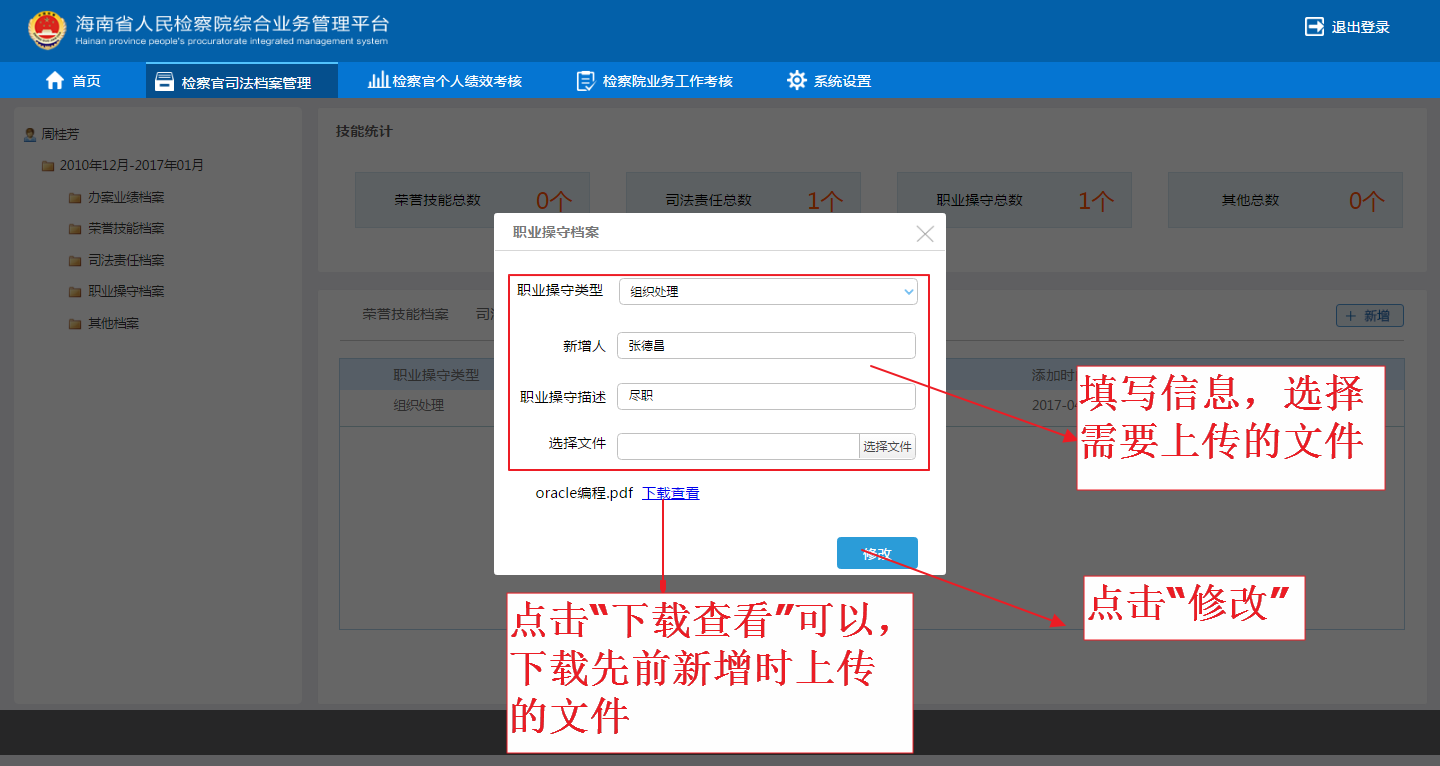 海南省人民检察院综合业务管理平台
Hainan province people's procuratorate integrated management system
退出登录
首页
检察官司法档案管理
检察官个人绩效考核
检察院业务工作考核
系统设置
周桂芳
2010年12月-2017年01月
办案业绩档案
荣誉技能档案
司法责任档案
职业操守档案
其他档案
技能统计
荣誉技能总数 0个
司法责任总数 1个
职业操守总数 1个
其他总数 0个
荣誉技能档案
新增
职业操守类型
组织处理
2017-0
职业操守档案
职业操守类型 组织处理
新增人 张德昌
职业操守描述 尽职
选择文件 选择文件
oracle编程.pdf 下载查看
修改
填写信息，选择
需要上传的文件
点击“修改”
点击“下载查看”可以，
下载先前新增时上传
的文件